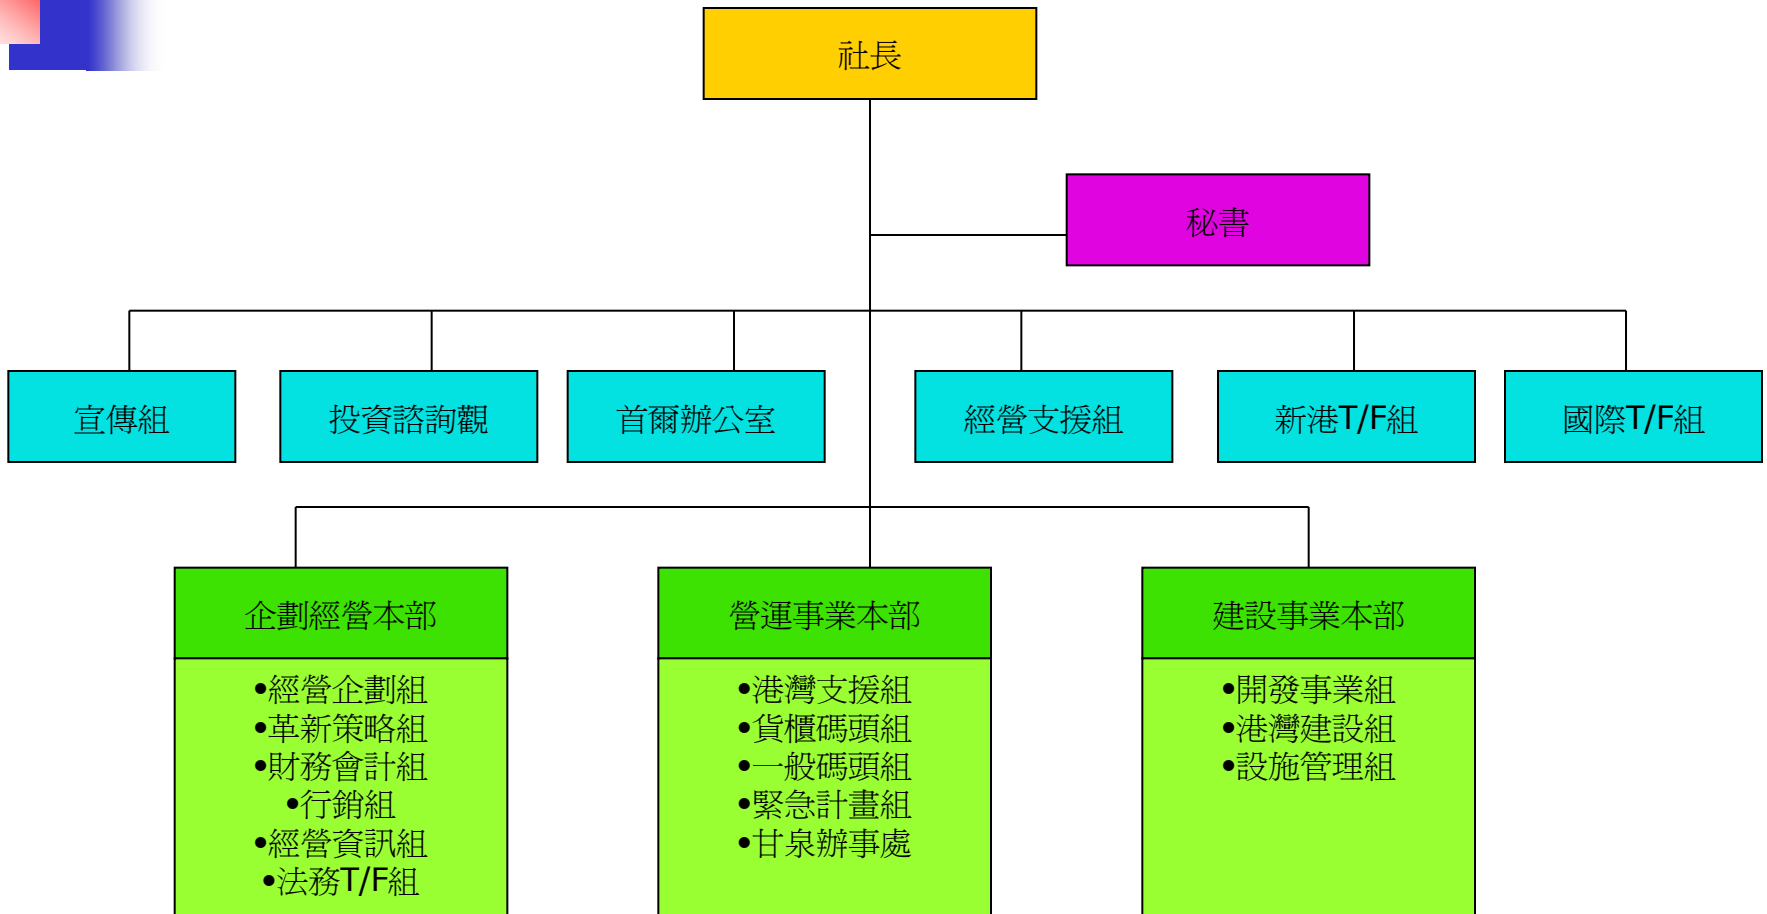 社長
秘書
宣傳組
投資諮詢觀
首爾辦公室
經營支援組
新港T/F組
國際T/F組
企劃經營本部
•經營企劃組
•革新策略組
•財務會計組
•行銷組
•經營資訊組
•法務T/F組
營運事業本部
•港灣支援組
•貨櫃碼頭組
•一般碼頭組
•緊急計畫組
•甘泉辦事處
建設事業本部
•開發事業組
•港灣建設組
•設施管理組